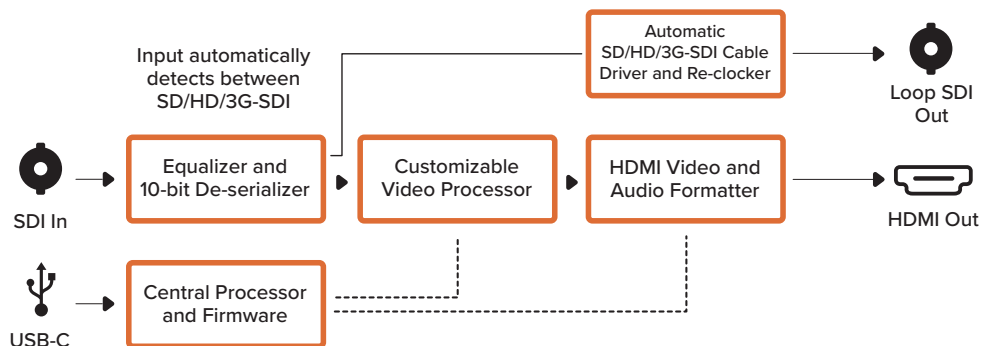 Input automatically
detects between
SD/HD/3G-SDI
Automatic
SD/HD/3G-SDI Cable
Driver and Re-clocker
Loop SDI
Out
SDI In
Equalizer and
10-bit De-serializer
Customizable
Video Processor
HDMI Video and
Audio Formatter
HDMI Out
USB-C
Central Processor
and Firmware